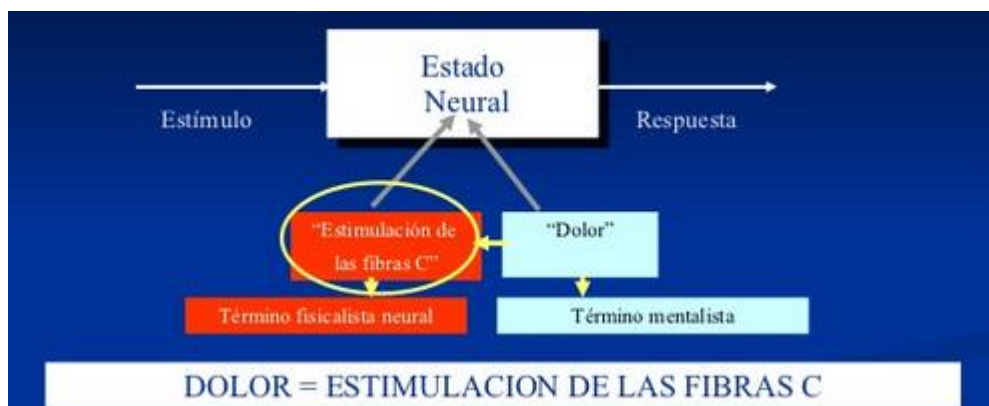 Estado
Neural
Estímulo
Respuesta
“Estimulación de
las fibras C”
“Dolor”
Término fisicalista neural
Término mentalista
DOLOR = ESTIMULACION DE LAS FIBRAS C